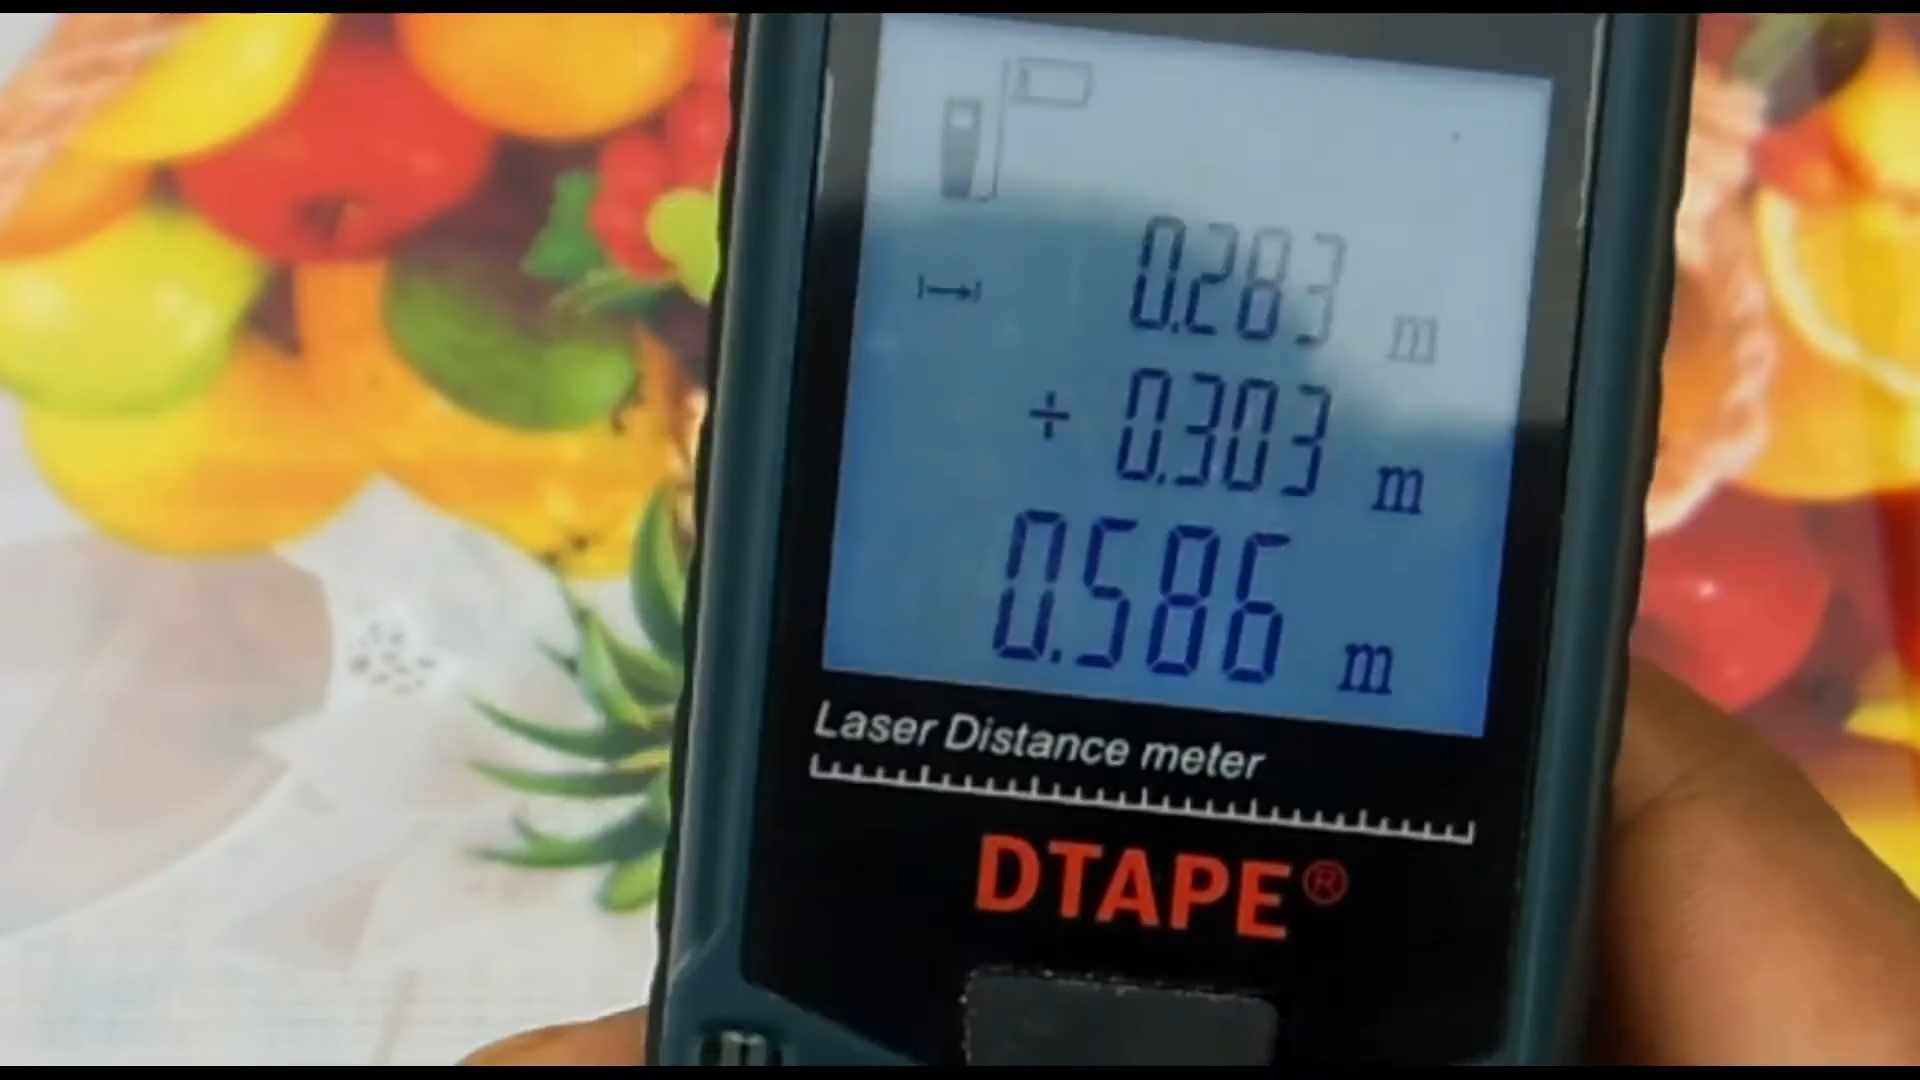 0.283 m
÷ 0.303 m
0.586 m
Laser Distance meter
DTAPE®